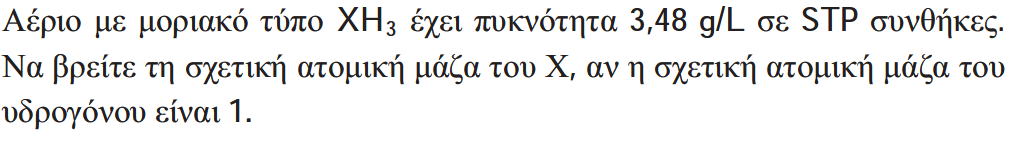 Αέριο με μοριακό τύπο XH₃ έχει πυκνότητα 3,48 g/L σε STP συνθήκες.
Να βρείτε τη σχετική ατομική μάζα του X, αν η σχετική ατομική μάζα του
υδρογόνου είναι 1.